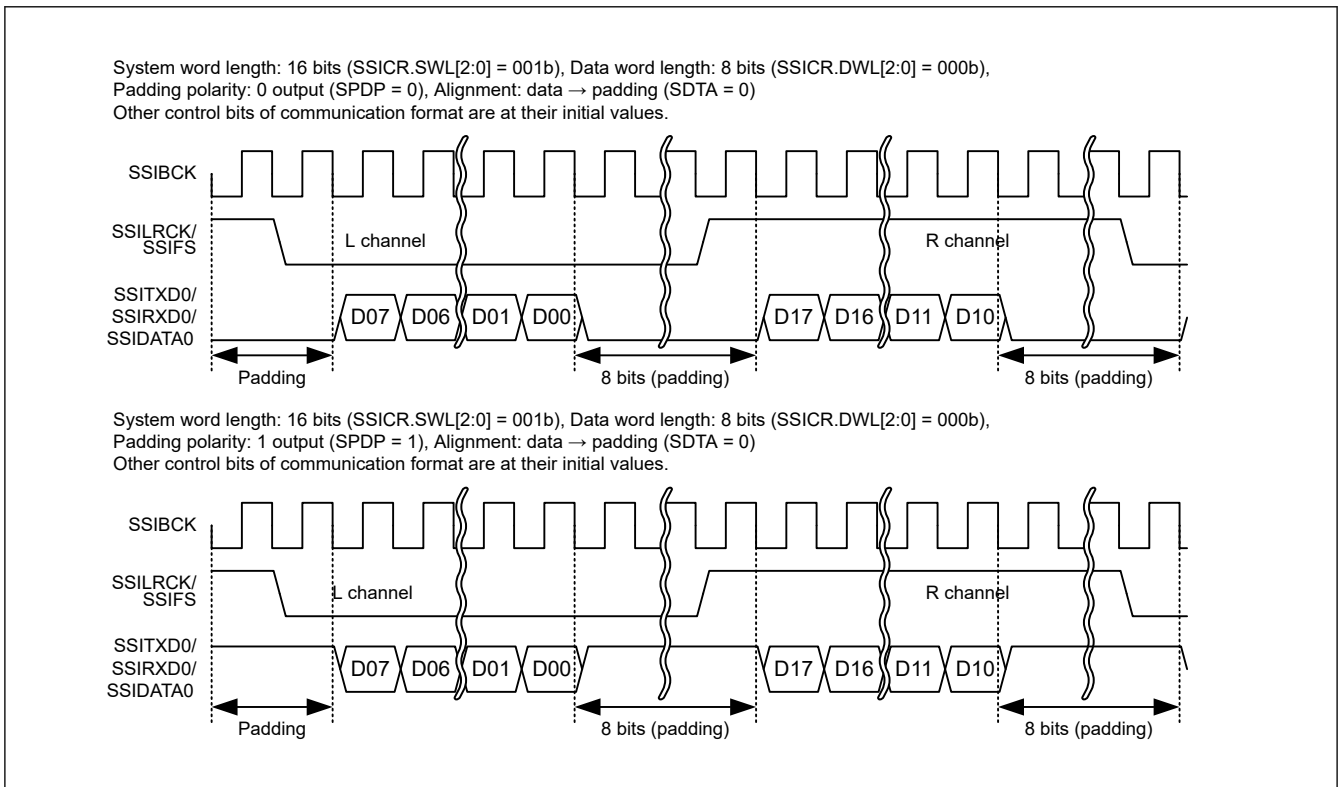 System word length: 16 bits (SSICR.SWL[2:0] = 001b), Data word length: 8 bits (SSICR.DWL[2:0] = 000b),
Padding polarity: 0 output (SPDP = 0), Alignment: data → padding (SDTA = 0)
Other control bits of communication format are at their initial values.
SSIBCK
SSILRCK/
SSIFS
L channel
R channel
SSITXD0/
SSIRXD0/
SSIDATA0
D07 D06 D01 D00 D17 D16 D11 D10
Padding
8 bits (padding)
8 bits (padding)
System word length: 16 bits (SSICR.SWL[2:0] = 001b), Data word length: 8 bits (SSICR.DWL[2:0] = 000b),
Padding polarity: 1 output (SPDP = 1), Alignment: data → padding (SDTA = 0)
Other control bits of communication format are at their initial values.
SSIBCK
SSILRCK/
SSIFS
L channel
R channel
SSITXD0/
SSIRXD0/
SSIDATA0
D07 D06 D01 D00 D17 D16 D11 D10
Padding
8 bits (padding)
8 bits (padding)